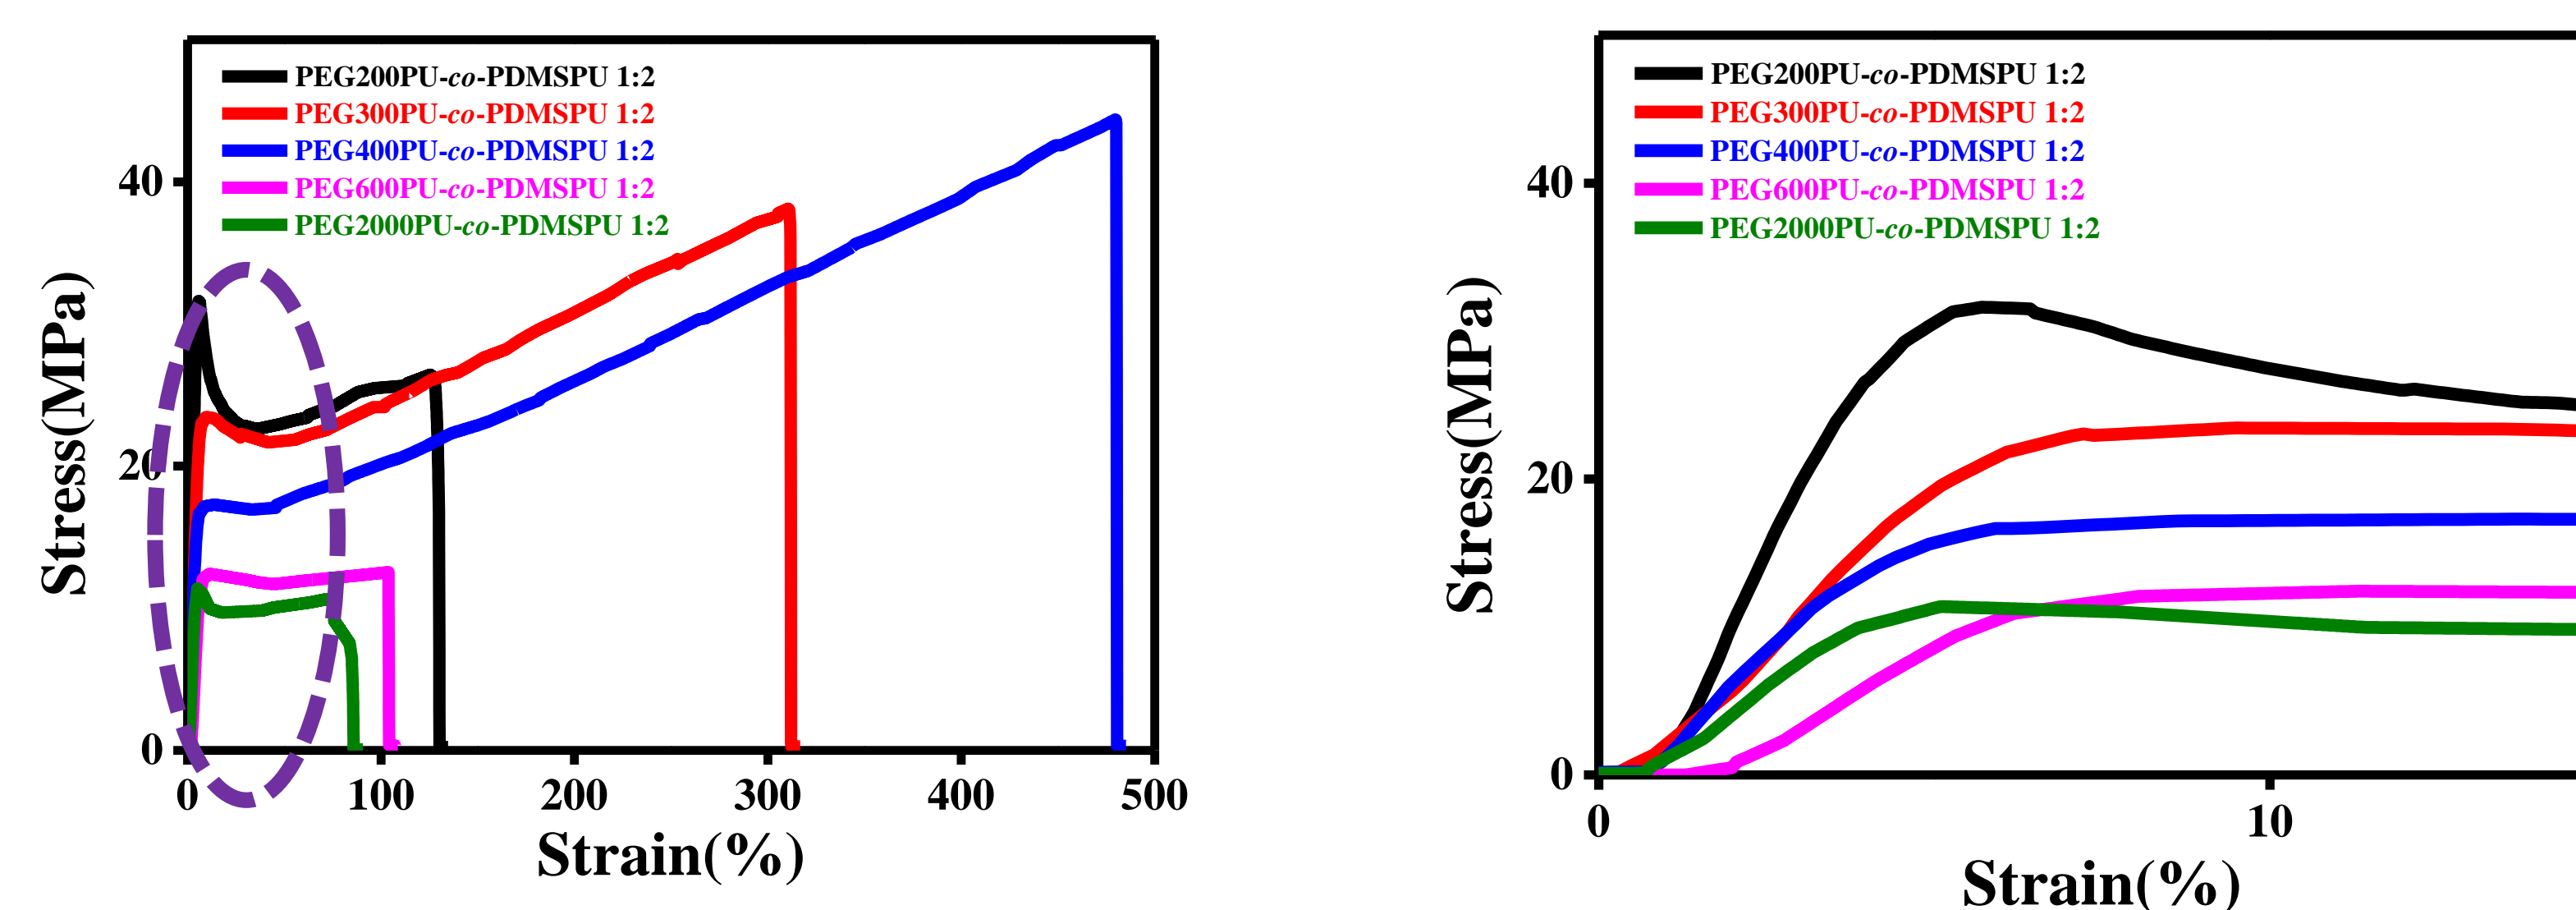 PEG200PU-co-PDMSPU 1:2
PEG300PU-co-PDMSPU 1:2
PEG400PU-co-PDMSPU 1:2
PEG600PU-co-PDMSPU 1:2
PEG2000PU-co-PDMSPU 1:2
40
20
0
Stress(MPa)
0 100 200 300 400 500
Strain(%)
PEG200PU-co-PDMSPU 1:2
PEG300PU-co-PDMSPU 1:2
PEG400PU-co-PDMSPU 1:2
PEG600PU-co-PDMSPU 1:2
PEG2000PU-co-PDMSPU 1:2
40
20
0
Stress(MPa)
0 10
Strain(%)